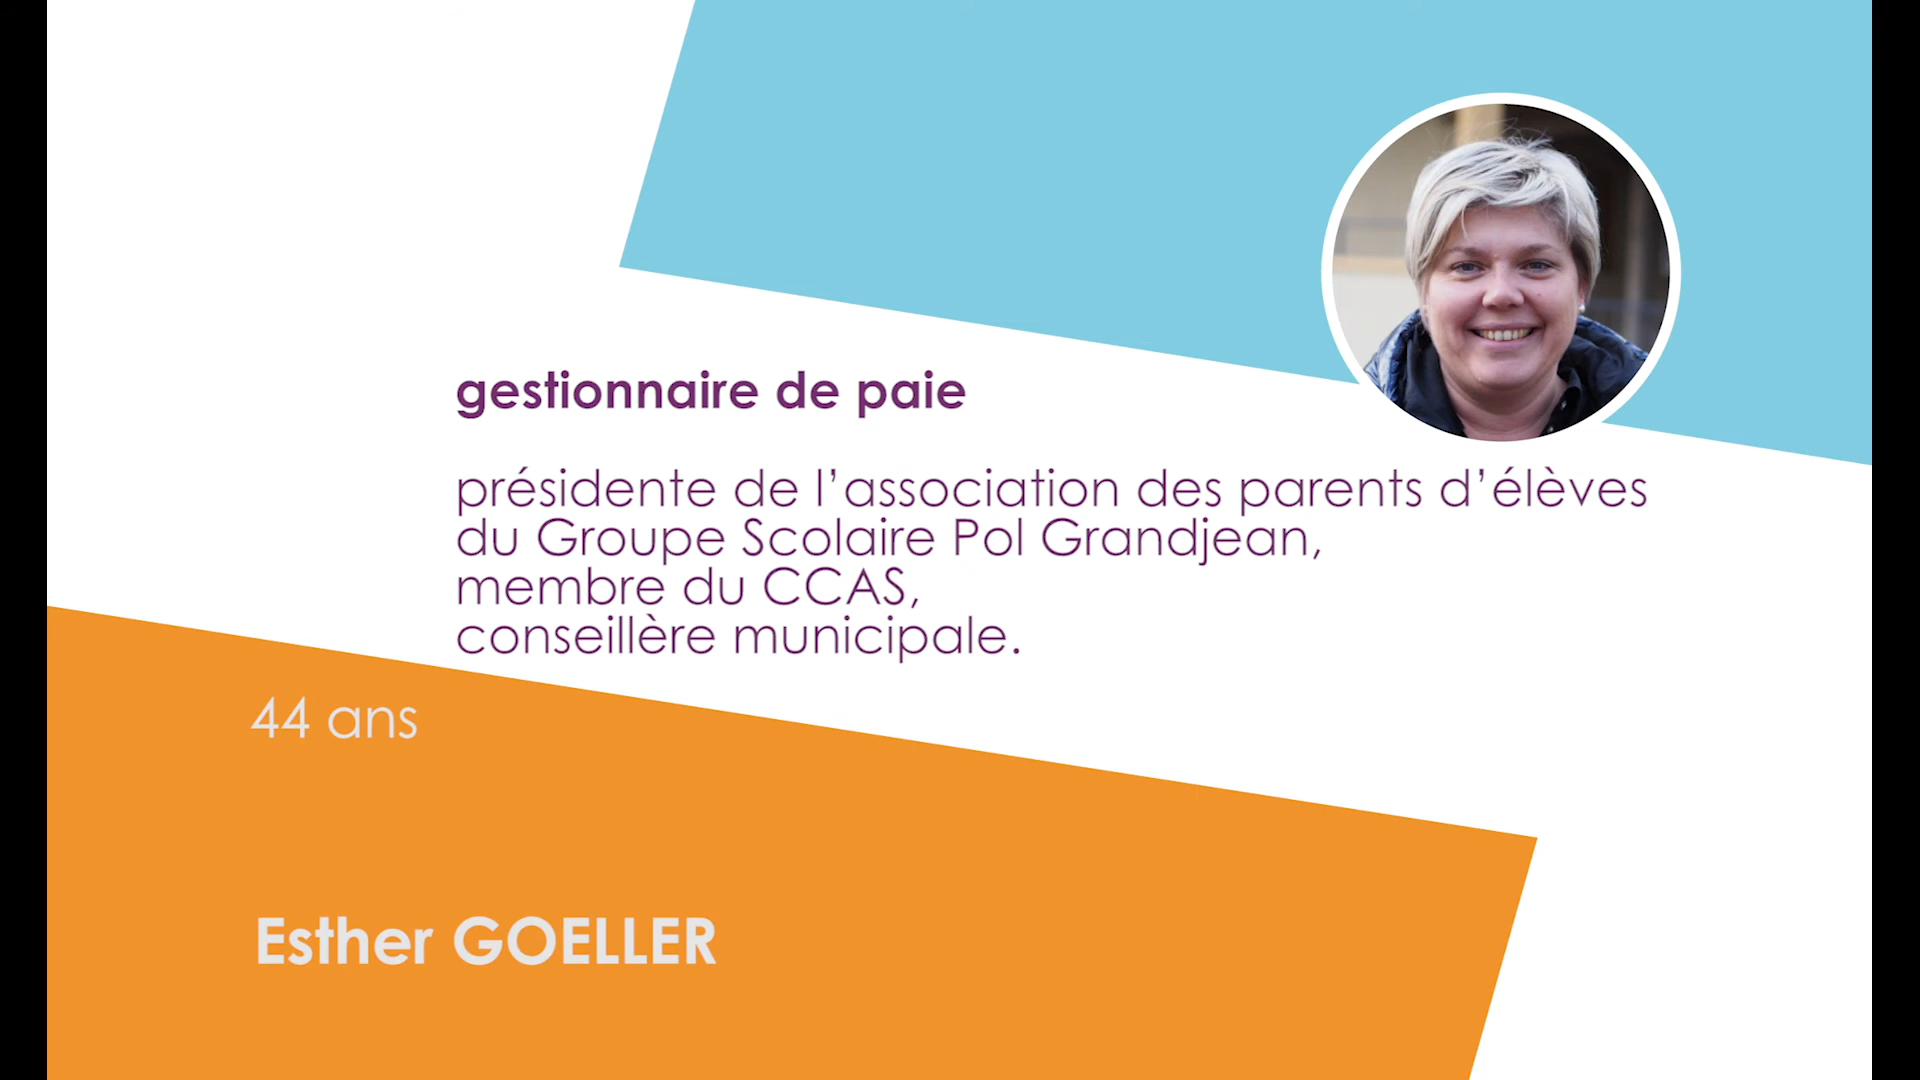 gestionnaire de paie
présidente de l’association des parents d’élèves
du Groupe Scolaire Pol Grandjean,
membre du CCAS,
conseillère municipale.
44 ans
Esther GOELLER